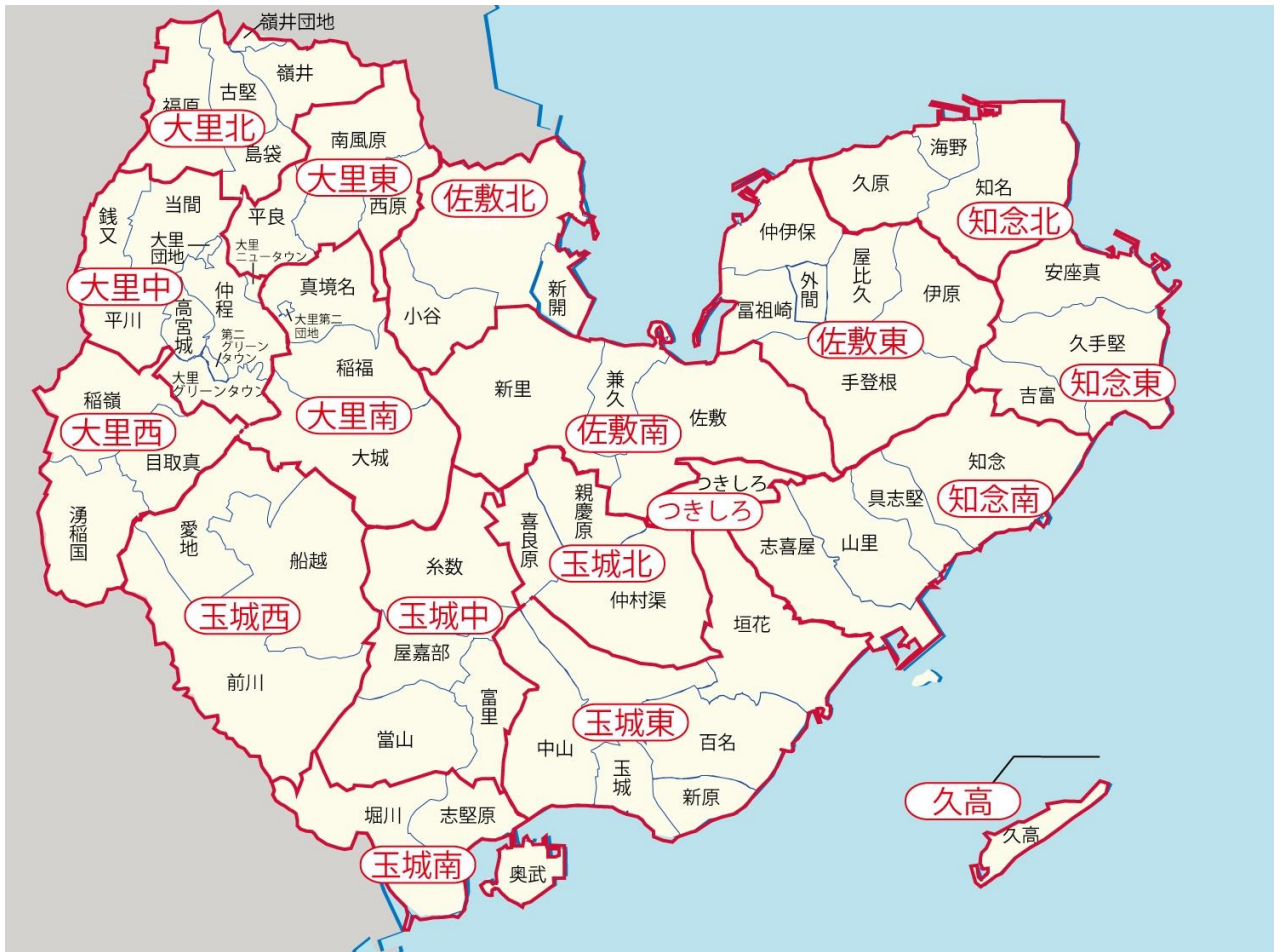 嶺井団地
嶺井
古堅
福原
大里北
島袋
南風原
大里東
西原
佐敷北
海野
久原
知名
知念北
銭又
当間
平良
大里
団地
大里
ニュータウン
仲伊保
屋比久
安座真
大里中
仲程
真境名
新開
外間
伊原
平川
高宮城
大里第二
団地
小谷
冨祖崎
佐敷東
久手堅
第二
グリーン
タウン
稲福
手登根
知念東
吉富
大里
グリーンタウン
新里
兼久
佐敷
稲嶺
大里西
大里南
佐敷南
目取真
大城
知念
具志堅
知念南
つきしろ
つきしろ
湧稲国
愛地
船越
喜良原
親慶原
志喜屋
山里
糸数
玉城北
仲村渠
玉城西
玉城中
垣花
屋嘉部
前川
富里
當山
中山
玉城東
百名
玉城
新原
堀川
志堅原
久高
久高
玉城南
奥武